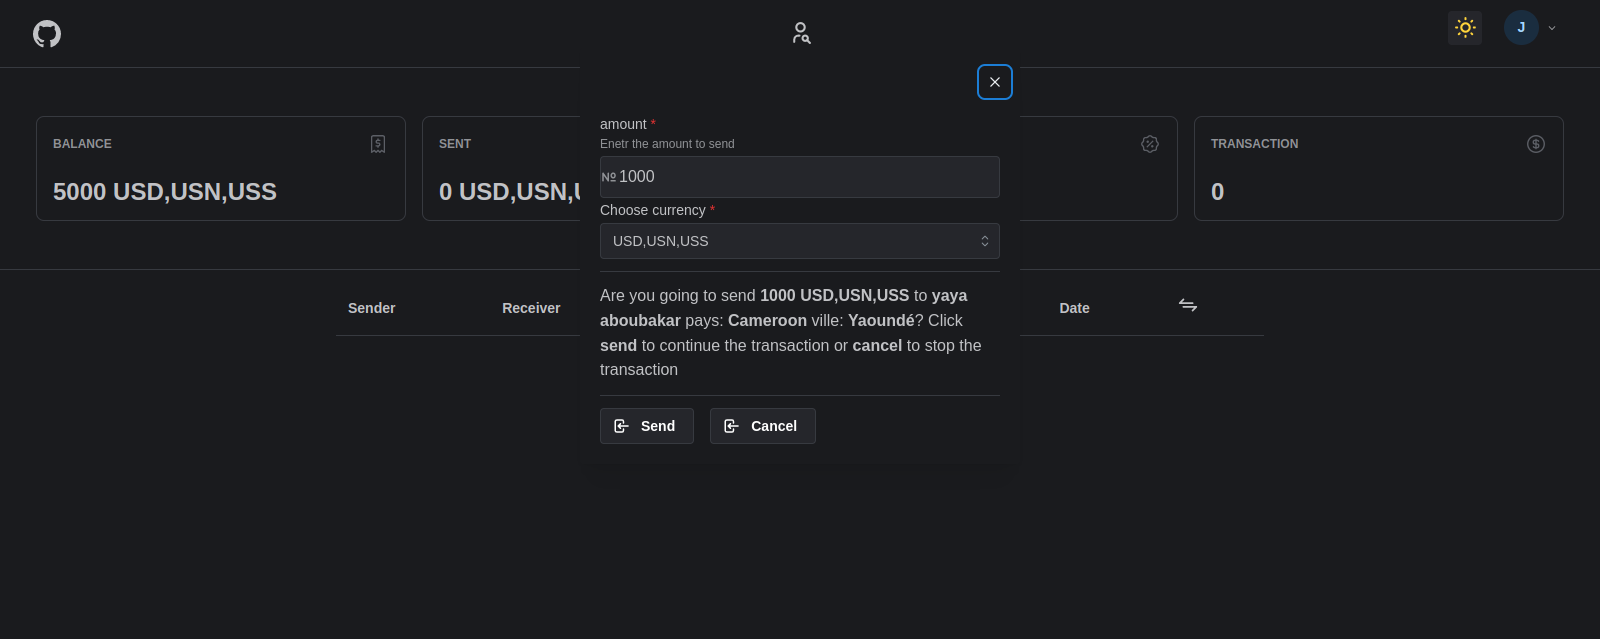 J
BALANCE
5000 USD,USN,USS
SENT
0 USD,USN,U
TRANSACTION
0
amount *
Enetr the amount to send
№ 1000
Choose currency *
USD,USN,USS
Are you going to send 1000 USD,USN,USS to yaya
aboubakar pays: Cameroon ville: Yaoundé? Click
send to continue the transaction or cancel to stop the
transaction
Send Cancel
Sender Receiver Date